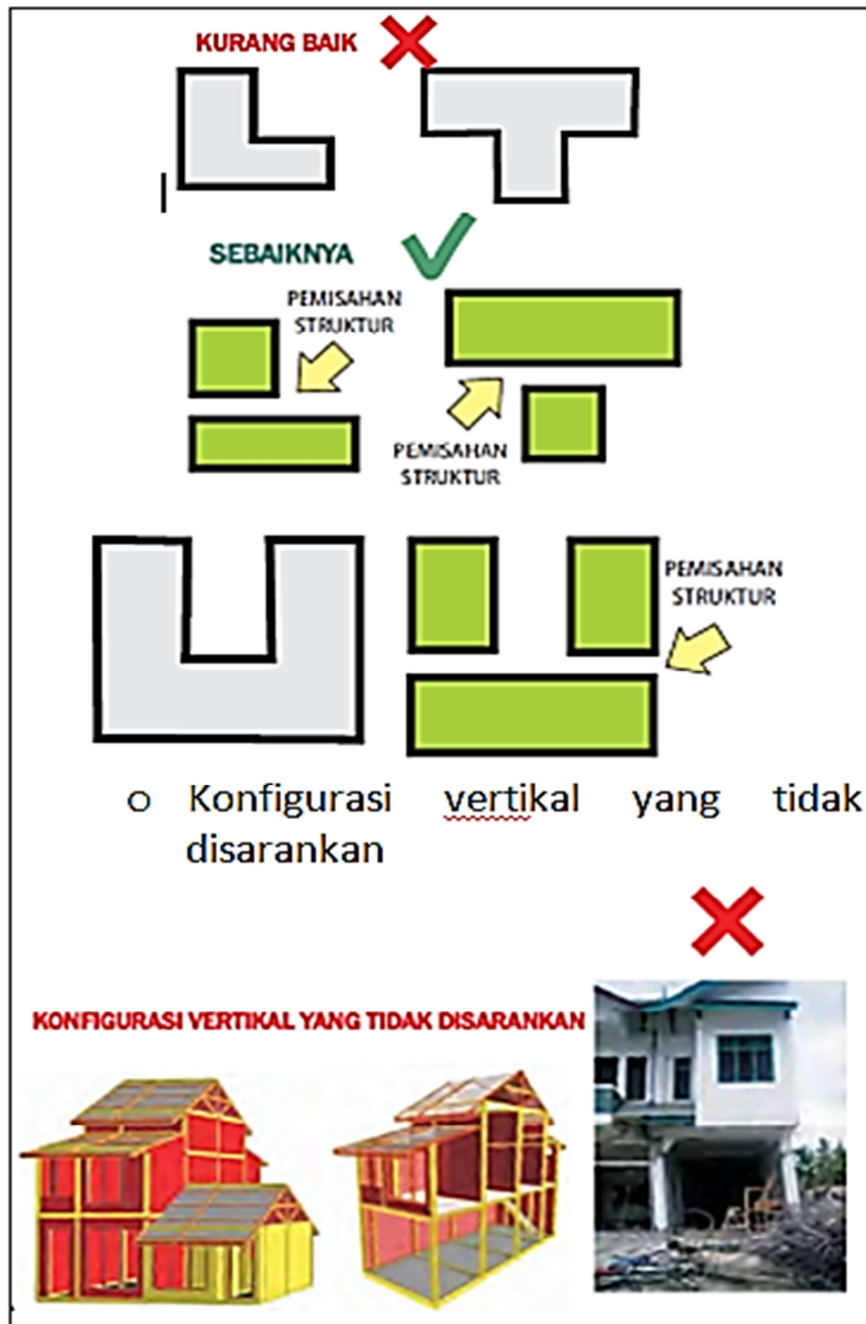 KURANG BAIK
SEBAIKNYA
PEMISAHAN
STRUKTUR
PEMISAHAN
STRUKTUR
PEMISAHAN
STRUKTUR
o Konfigurasi vertikal yang tidak
disarankan
KONFIGURASI VERTIKAL YANG TIDAK DISARANKAN